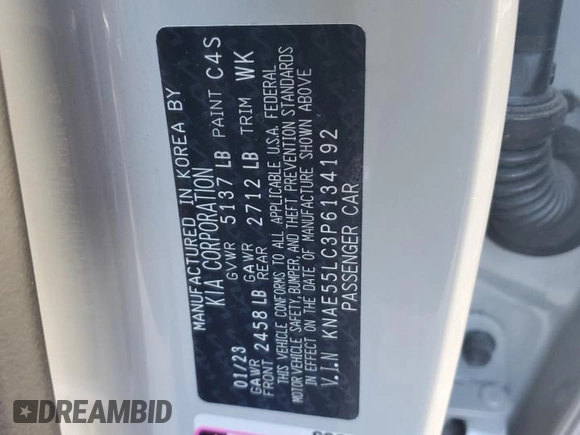 MANUFACTURED IN KOREA BY
KIA CORPORATION
GVWR 5137 LB PAINT C4S
01/23 GAWR 2712 LB TRIM WK
GAWR FRONT 2458 LB REAR
THIS VEHICLE CONFORMS TO ALL APPLICABLE U.S.A. FEDERAL
MOTOR VEHICLE SAFETY, BUMPER, AND THEFT PREVENTION STANDARDS
IN EFFECT ON THE DATE OF MANUFACTURE SHOWN ABOVE
V.I.N KNAE55LC3P6134192
PASSENGER CAR
DREAMBID